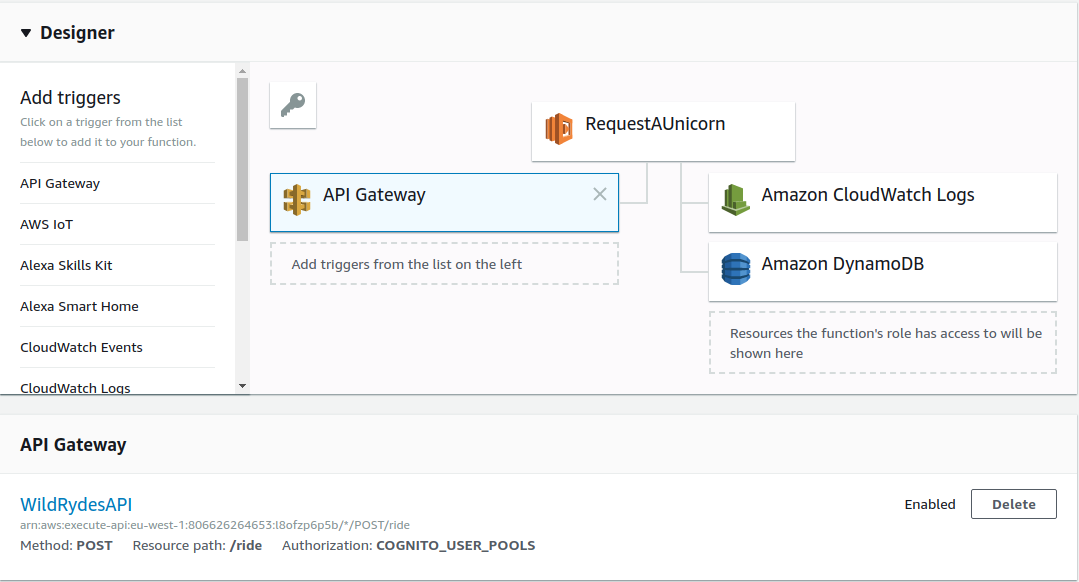 Designer
Add triggers
Click on a trigger from the list
below to add it to your function.
API Gateway
AWS IoT
Alexa Skills Kit
Alexa Smart Home
CloudWatch Events
CloudWatch Logs
RequestAUnicorn
API Gateway
Add triggers from the list on the left
Amazon CloudWatch Logs
Amazon DynamoDB
Resources the function's role has access to will be
shown here
API Gateway
WildRydesAPI
Enabled
Delete
arn:aws:execute-api:eu-west-1:806626264653:l8ofzp6p5b/*/POST/ride
Method: POST Resource path: /ride Authorization: COGNITO_USER_POOLS